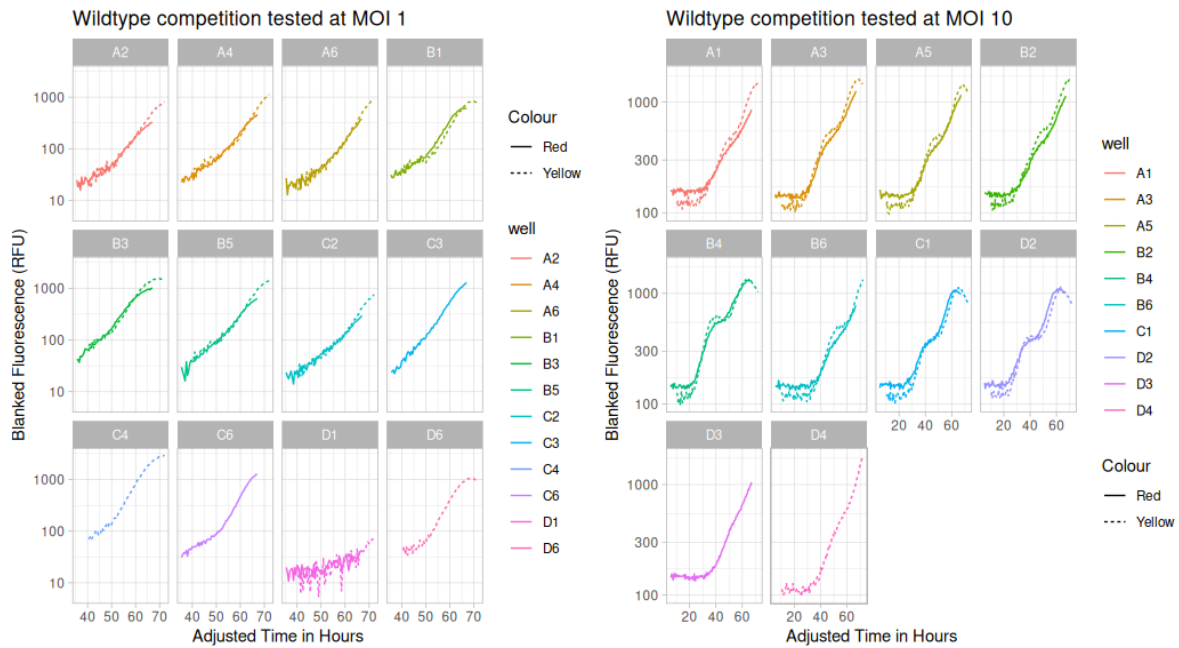 Wildtype competition tested at MOI 1
A2 A4 A6 B1
1000
100
10
B3 B5 C2 C3
1000
100
10
C4 C6 D1 D6
1000
100
10
40 50 60 70 40 50 60 70 40 50 60 70 40 50 60 70
Adjusted Time in Hours
Blanked Fluorescence (RFU)
Colour
Red
Yellow
well
A2
A4
A6
B1
B3
B5
C2
C3
C4
C6
D1
D6
Wildtype competition tested at MOI 10
A1 A3 A5 B2
1000
300
100
B4 B6 C1 D2
1000
300
100
20 40 60 20 40 60
D3 D4
1000
300
100
20 40 60 20 40 60
Adjusted Time in Hours
Blanked Fluorescence (RFU)
well
A1
A3
A5
B2
B4
B6
C1
D2
D3
D4
Colour
Red
Yellow